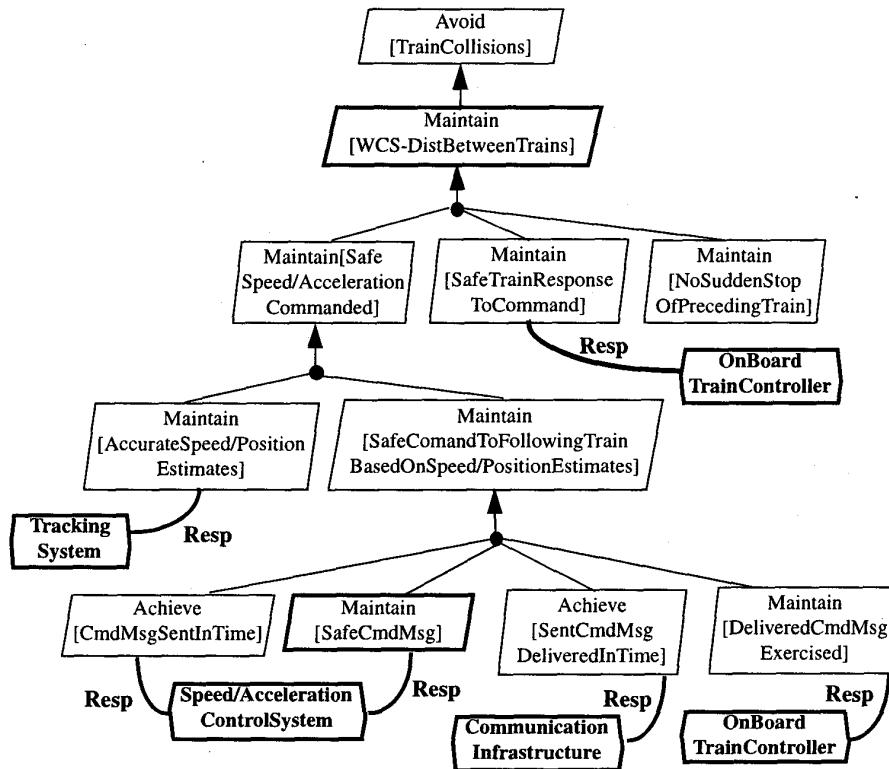 Avoid
[TrainCollisions]
Maintain
[WCS-DistBetweenTrains]
Maintain[Safe
Speed/Acceleration
Commanded]
Maintain
[SafeTrainResponse
ToCommand]
Maintain
[NoSuddenStop
OfPrecedingTrain]
Resp
OnBoard
TrainController
Maintain
[AccurateSpeed/Position
Estimates]
Maintain
[SafeComandToFollowingTrain
BasedOnSpeed/PositionEstimates]
Resp
Tracking
System
Achieve
[CmdMsgSentInTime]
Maintain
[SafeCmdMsg]
Achieve
[SentCmdMsg
DeliveredInTime]
Maintain
[DeliveredCmdMsg
Exercised]
Resp
Speed/Acceleration
ControlSystem
Resp
Resp
Communication
Infrastructure
Resp
OnBoard
TrainController